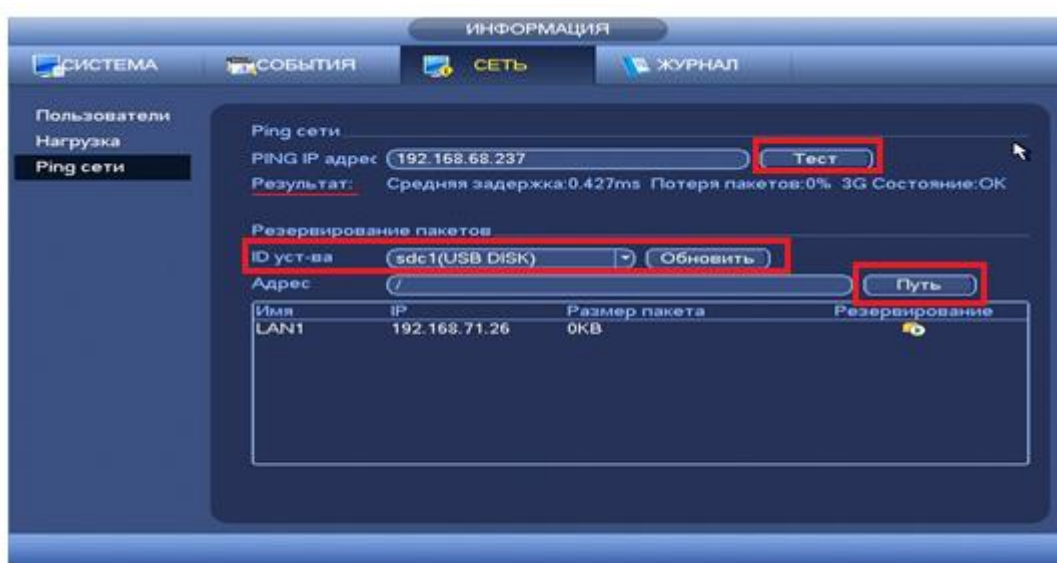 ИНФОРМАЦИЯ
СИСТЕМА СОБЫТИЯ СЕТЬ ЖУРНАЛ
Пользователи
Нагрузка
Ping сети
Ping сети
PING IP адрес 192.168.68.237 Тест
Результат: Средняя задержка:0.427ms Потеря пакетов:0% 3G Состояние:OK
Резервирование пакетов
ID уст-ва sdc1(USB DISK) Обновить
Адрес / Путь
Имя IP Размер пакета Резервирование
LAN1 192.168.71.26 0KB